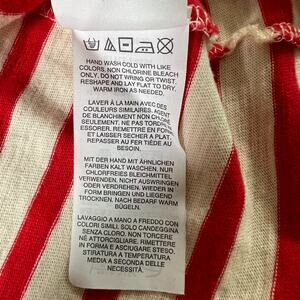 HAND WASH COLD WITH LIKE
COLORS. NON CHLORINE BLEACH
ONLY. DO NOT WRING OR TWIST.
RESHAPE AND LAY FLAT TO DRY.
WARM IRON AS NEEDED.
LAVER À LA MAIN AVEC DES
COULEURS SIMILAIRES. AGENT
DE BLANCHIMENT NON CHLORÉ
SEULEMENT. NE PAS TORDRE/
ESSORER. REMETTRE EN FORME
ET LAISSER SECHER A PLAT.
REPASSER AU FER TIÉDE AU
BESOIN.
MIT DER HAND MIT ÄHNLICHEN
FARBEN KALT WASCHEN. NUR
CHLORFREIES BLEICHMITTEL
VERWENDEN. NICHT AUSWRINGEN
ODER VERDREHEN. WIEDER IN
FORM BRINGEN UND LIEGEND
TROCKNEN. NACH BEDARF WARM
BÜGELN.
LAVAGGIO A MANO A FREDDO CON
COLORI SIMILI. SOLO CANDEGGINA
SENZA CLORO. NON TORCERE
NÉ ATTORCIGLIARE. RIMETTERE
IN FORMA E ASCIUGARE STESO.
STIRATURA A TEMPERATURA
MEDIA A SECONDA DELLE
NECESSITÀ.